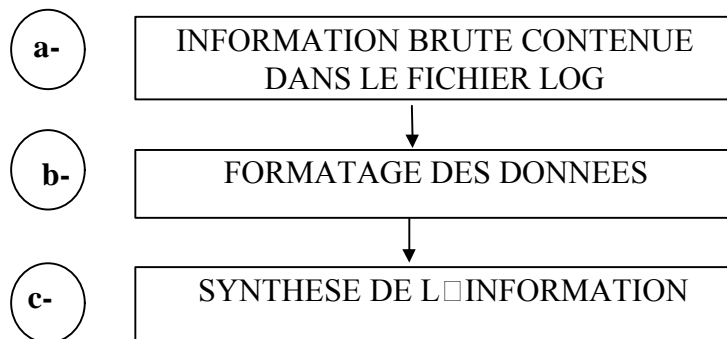 a-
INFORMATION BRUTE CONTENUE
DANS LE FICHIER LOG
b-
FORMATAGE DES DONNEES
c-
SYNTHESE DE L□INFORMATION